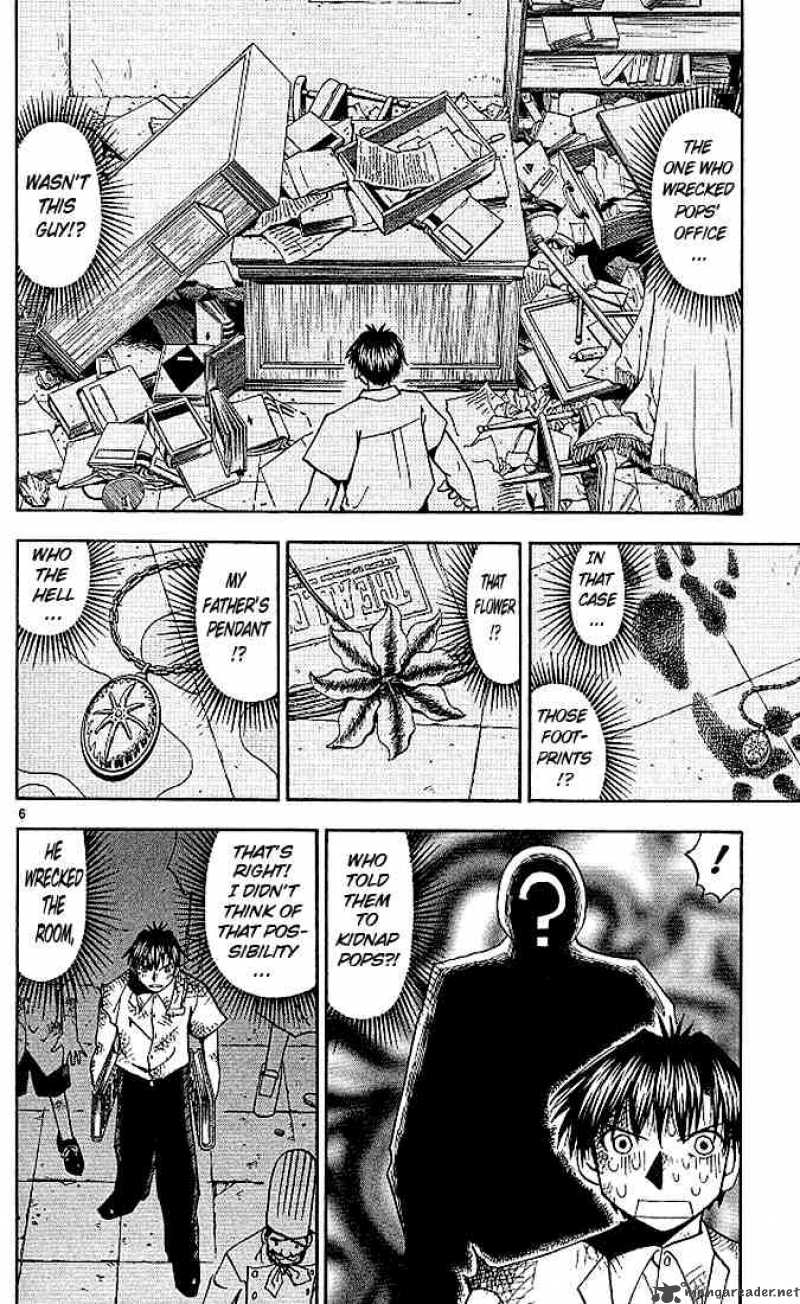 THE
ONE WHO
WRECKED
POPS'
OFFICE
...
WASN'T
THIS
GUY!?
IN
THAT
CASE
...
THOSE
FOOT-
PRINTS
!?
THAT
FLOWER
!?
MY
FATHER'S
PENDANT
!?
WHO
THE
HELL
...
6
!
?
WHO
TOLD
THEM
TO
KIDNAP
POPS?!
THAT'S
RIGHT!
I DIDN'T
THINK OF
THAT POS-
SIBILITY
...
HE
WRECKED
THE
ROOM,
mangareader.net